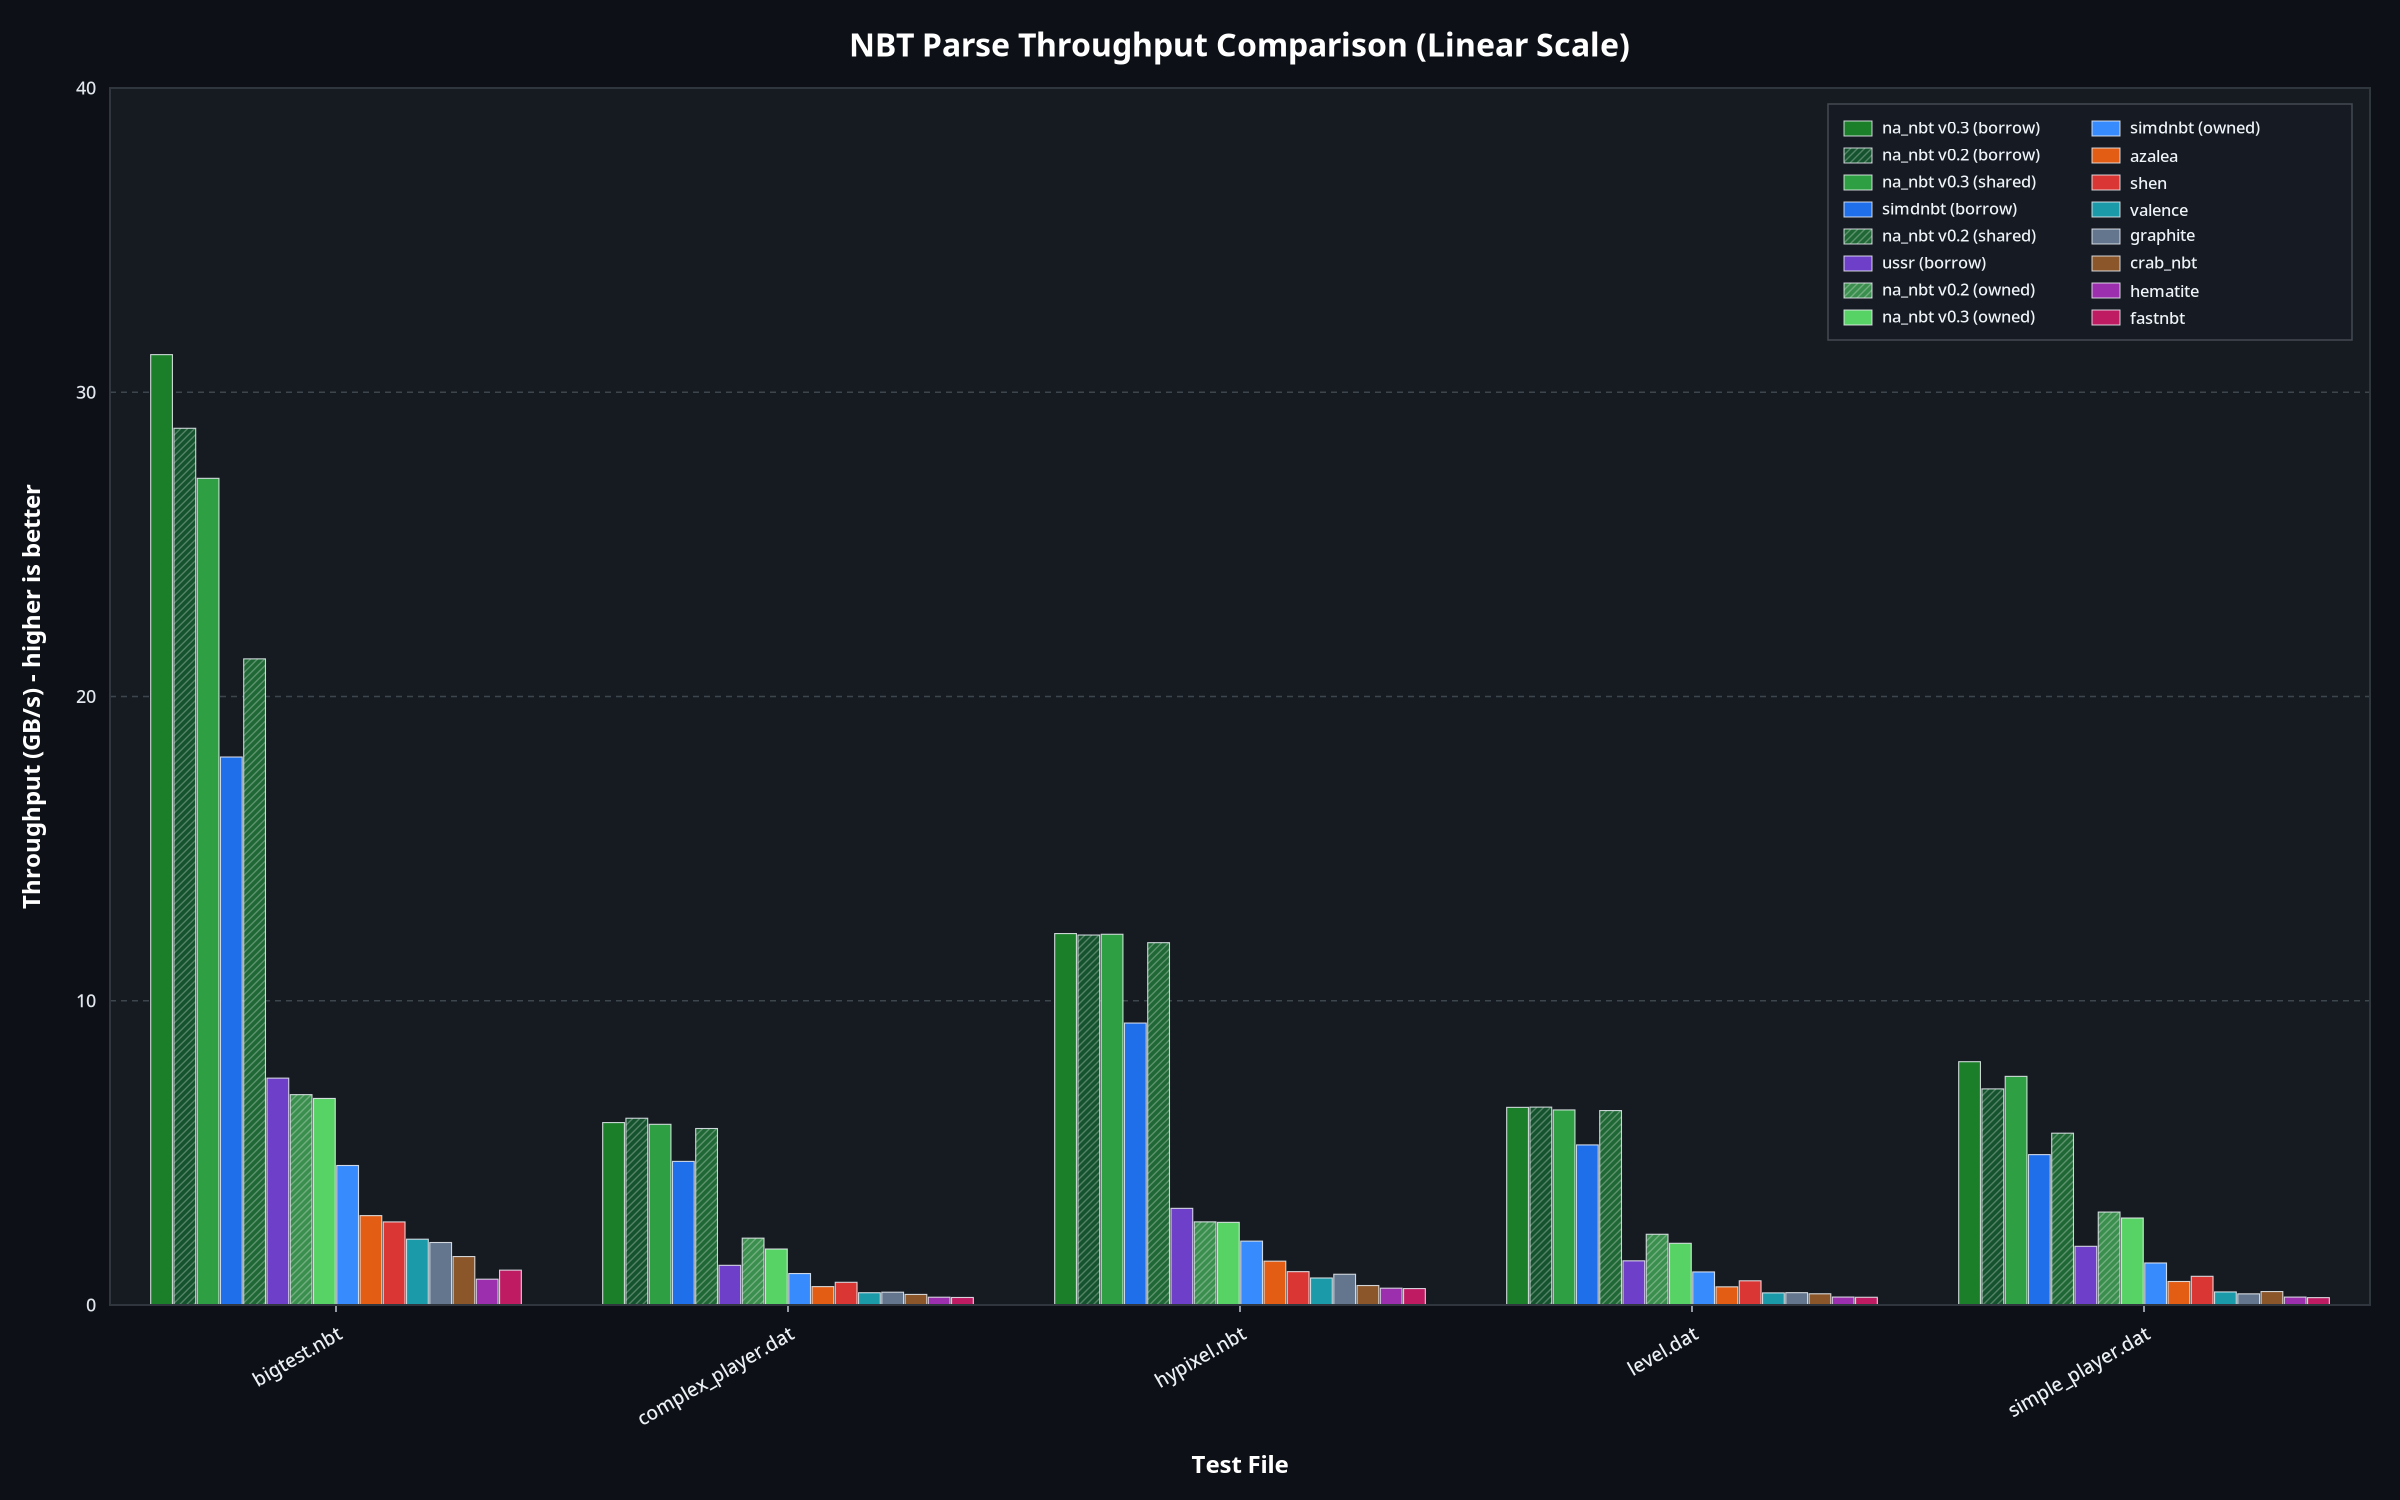 NBT Parse Throughput Comparison (Linear Scale)
Throughput (GB/s) - higher is better
40
30
20
10
0
na_nbt v0.3 (borrow)
na_nbt v0.2 (borrow)
na_nbt v0.3 (shared)
simdnbt (borrow)
na_nbt v0.2 (shared)
ussr (borrow)
na_nbt v0.2 (owned)
na_nbt v0.3 (owned)
simdnbt (owned)
azalea
shen
valence
graphite
crab_nbt
hematite
fastnbt
bigtest.nbt
complex_player.dat
hypixel.nbt
level.dat
simple_player.dat
Test File